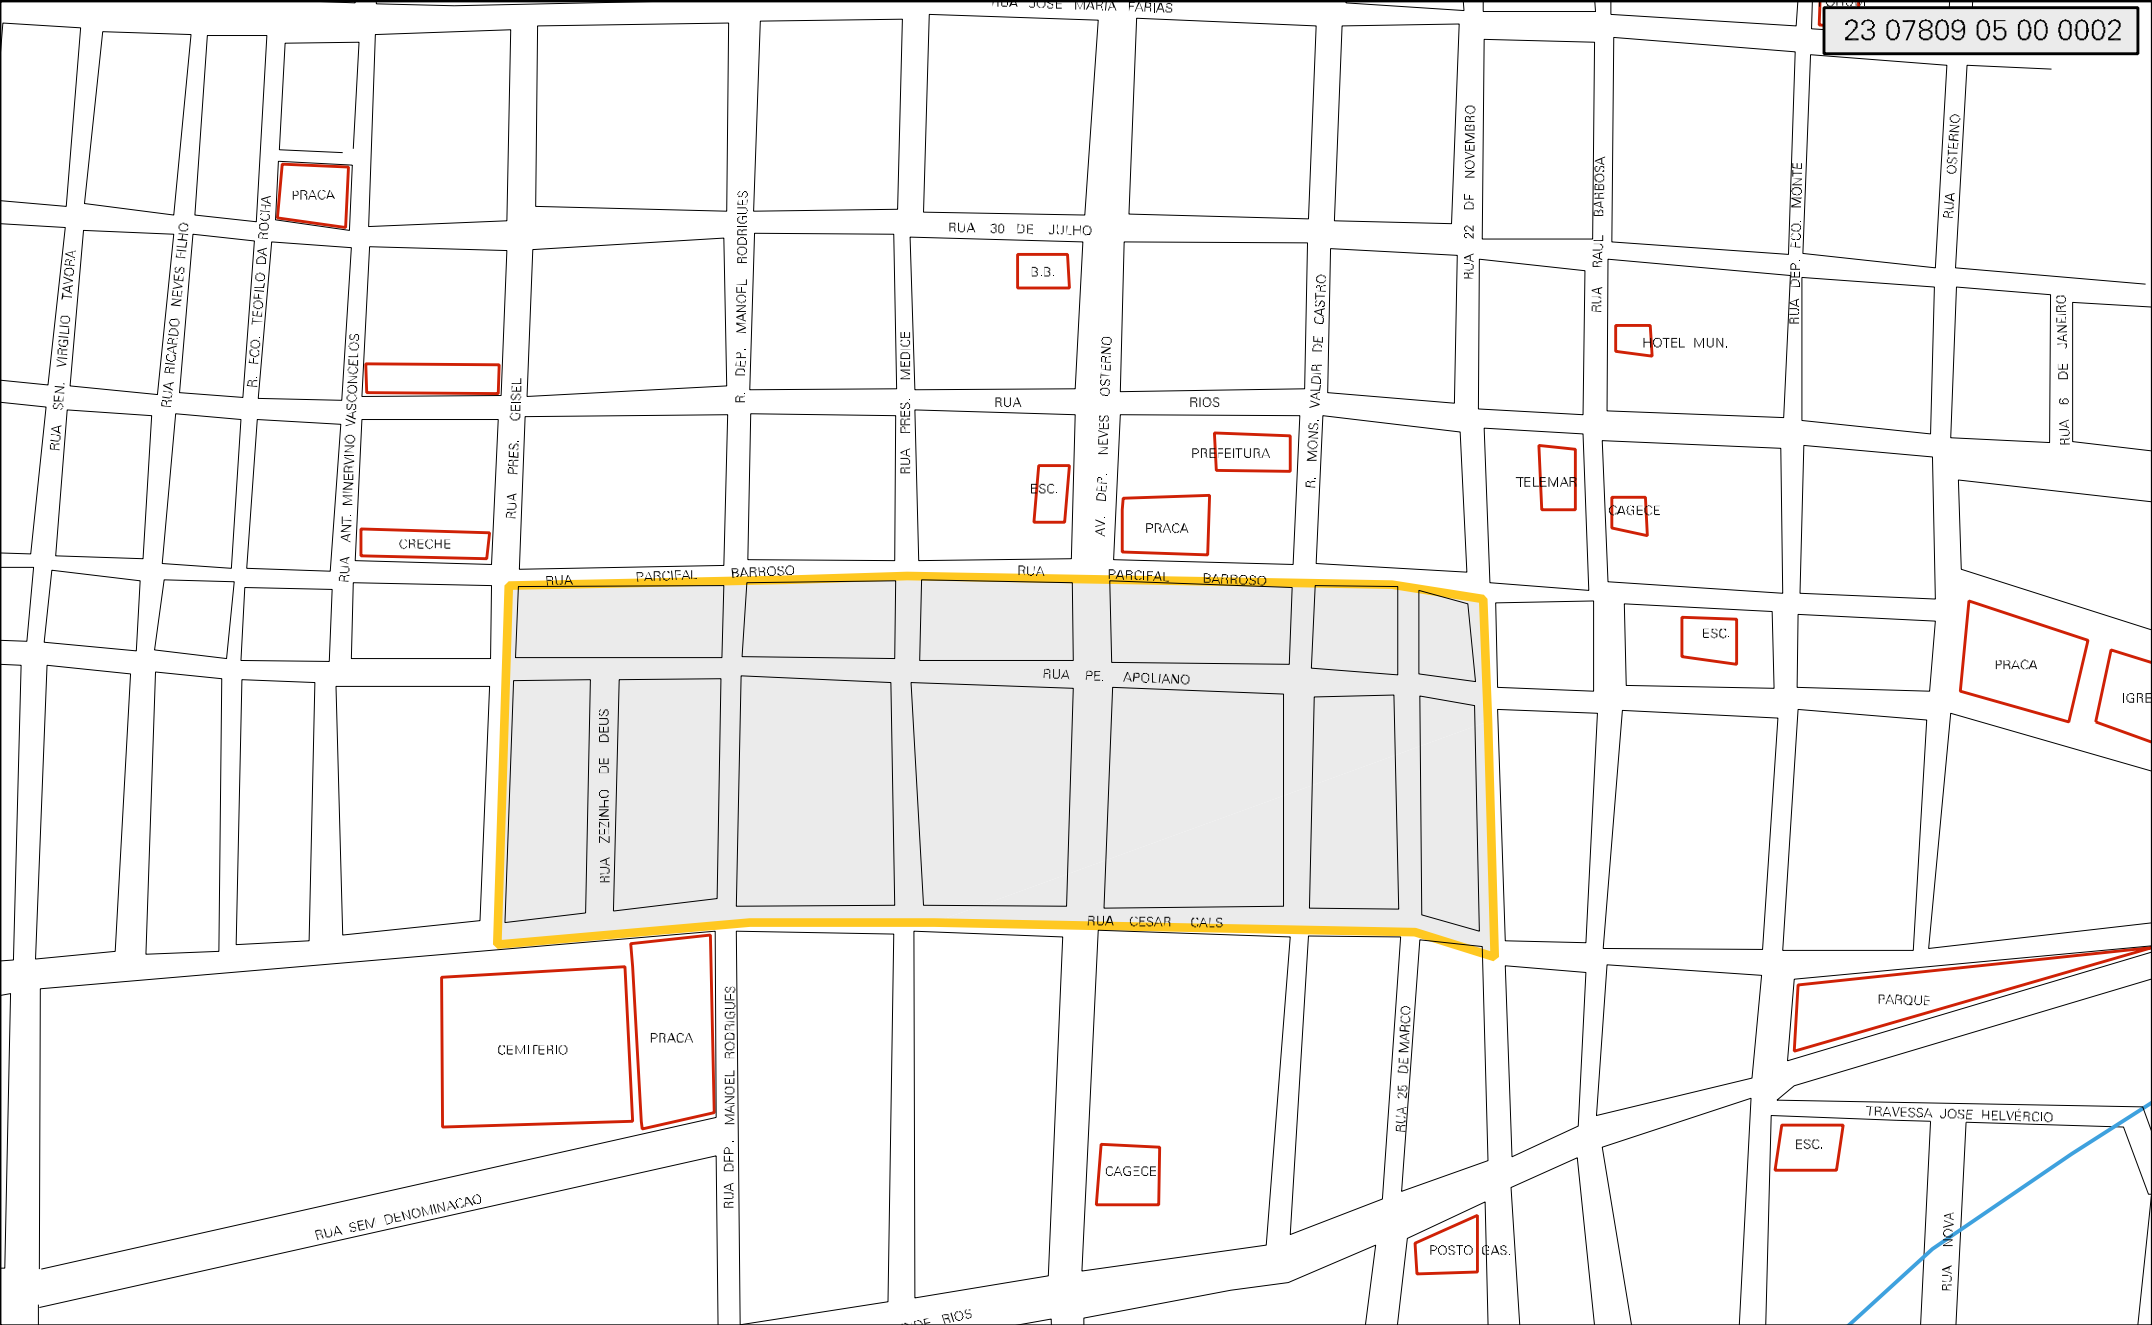 RUA JOSE MARIA FARIAS
23 07809 05 00 0002
PRACA
RUA 30 DE JULHO
B.B.
HOTEL MUN.
RUA SEN. VIRGILIO TAVORA
RUA RICARDO NEVES FILHO
R. FCO. TEOFILO DA ROCHA
RUA ANT. MINERVINO VASCONCELOS
RUA PRES. GEISEL
R. DEP. MANOEL RODRIGUES
RUA PRES. MEDICE
AV. DEP. NEVES OSTERNO
R. MONS. VALDIR DE CASTRO
RUA 22 DE NOVEMBRO
RUA RAUL BARBOSA
RUA DEP. FCO. MONTE
RUA OSTERNO
RUA 6 DE JANEIRO
RUA RIOS
PREFEITURA
ESC.
PRACA
TELEMAR
CAGECE
CRECHE
RUA PARCIFAL BARROSO
RUA PARCIFAL BARROSO
ESC.
PRACA
IGRE
RUA PE. APOLIANO
RUA ZEZINHO DE DEUS
RUA CESAR CALS
CEMITERIO
PRACA
RUA DEP. MANOEL RODRIGUES
RUA 25 DE MARCO
PARQUE
TRAVESSA JOSE HELVÉRCIO
ESC.
CAGECE
RUA SEM DENOMINACAO
POSTO GAS.
RUA NOVA
DE RIOS